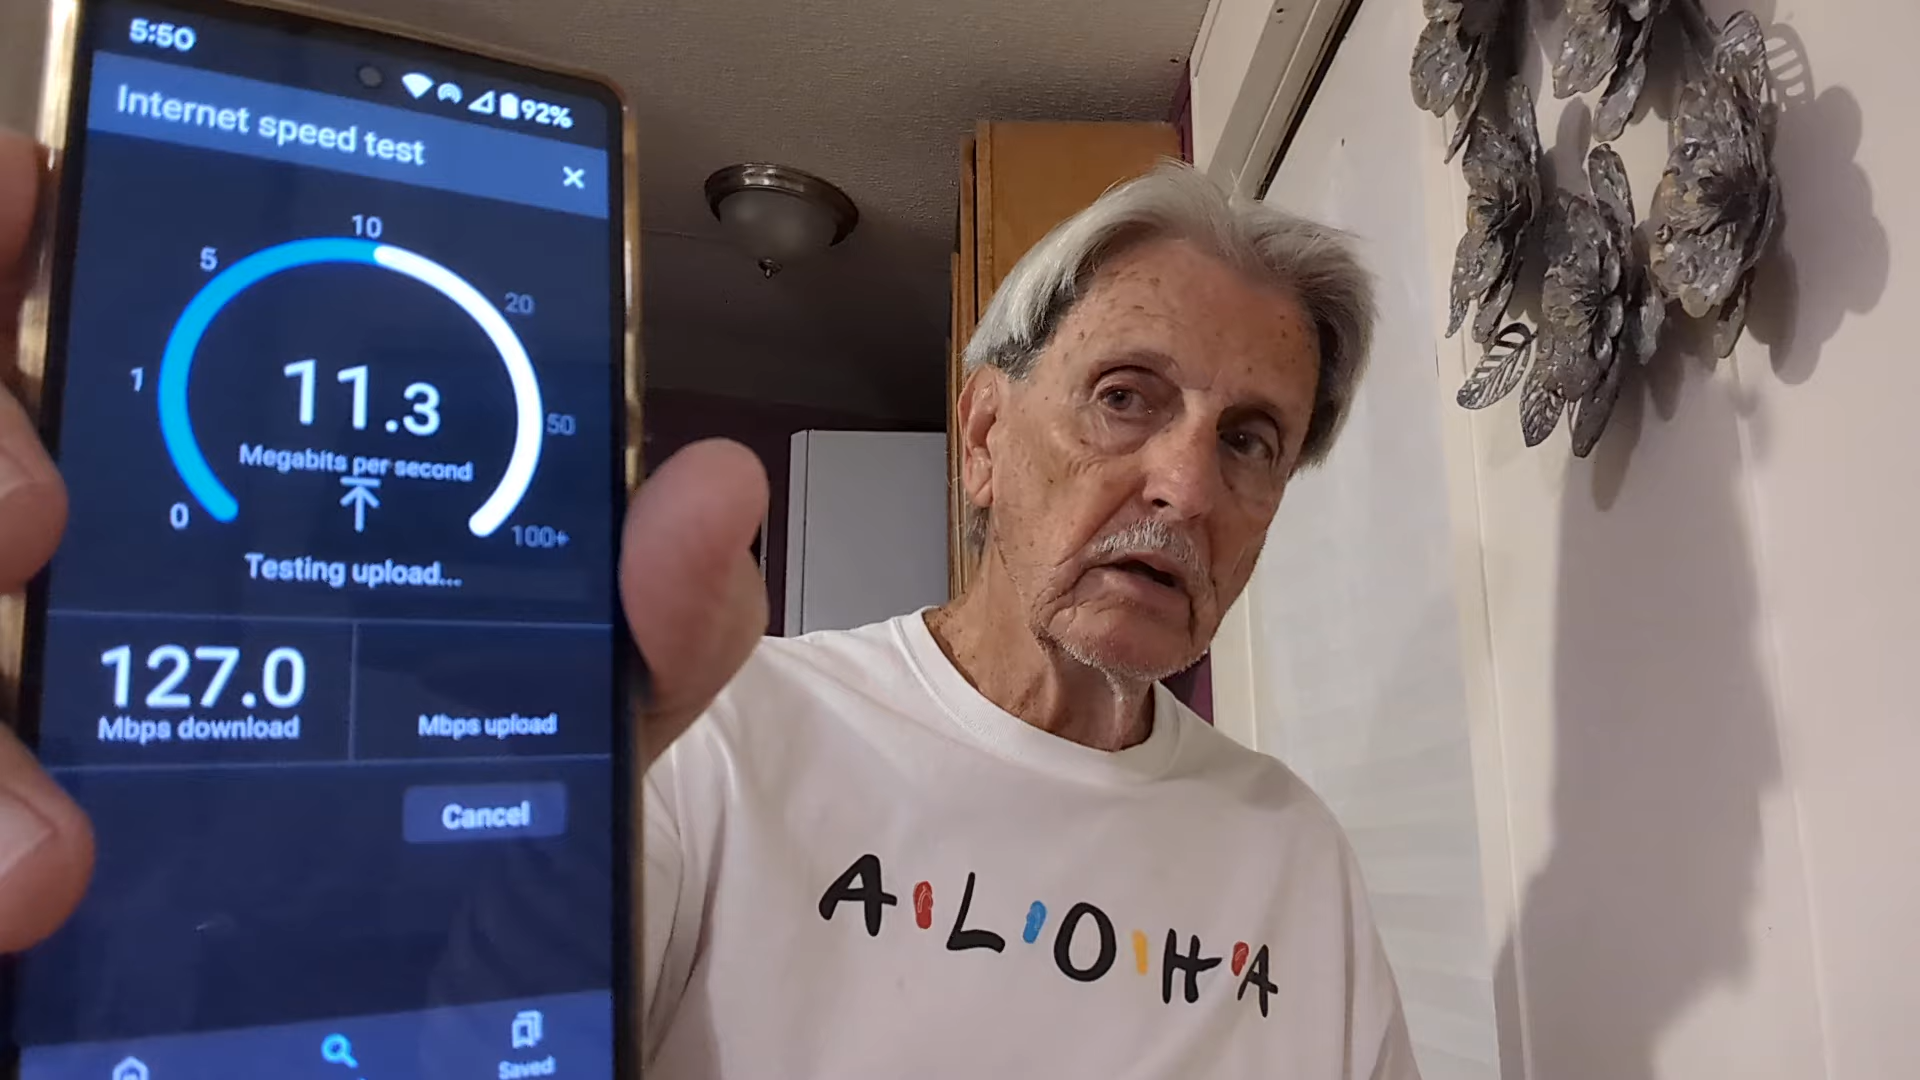 5:50
92%
Internet speed test
10
5
20
1
11.3
50
Megabits per second
0
100+
Testing upload...
127.0
Mbps download
Mbps upload
Cancel
Saved
ALOHA